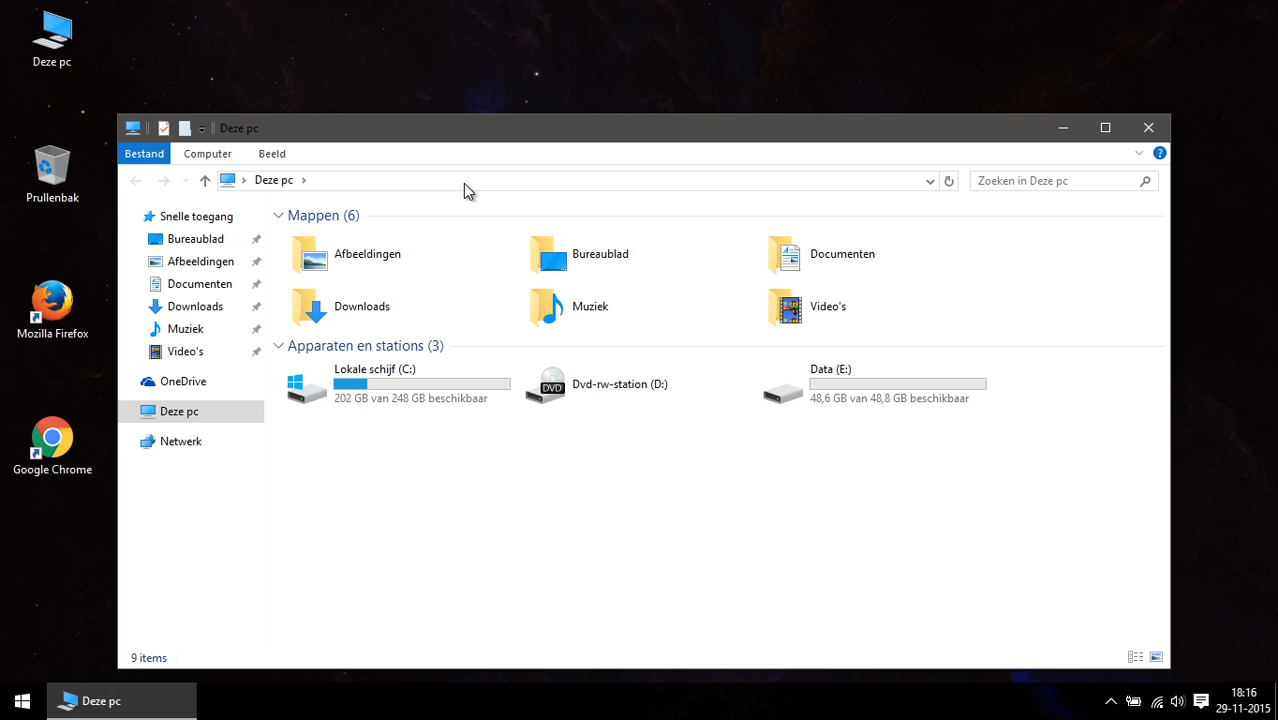 Deze pc
Prullenbak
Mozilla Firefox
Google Chrome
Deze pc
Bestand Computer Beeld
Deze pc
Zoeken in Deze pc
Snelle toegang
Bureaublad
Afbeeldingen
Documenten
Downloads
Muziek
Video's
OneDrive
Deze pc
Netwerk
Mappen (6)
Afbeeldingen Bureaublad Documenten
Downloads Muziek Video's
Apparaten en stations (3)
Lokale schijf (C:)
202 GB van 248 GB beschikbaar
DVD
Dvd-rw-station (D:)
Data (E:)
48,6 GB van 48,8 GB beschikbaar
9 items
Deze pc
18:16
29-11-2015